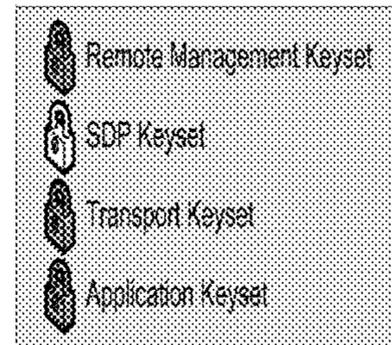 Remote Management Keyset
SDP Keyset
Transport Keyset
Application Keyset